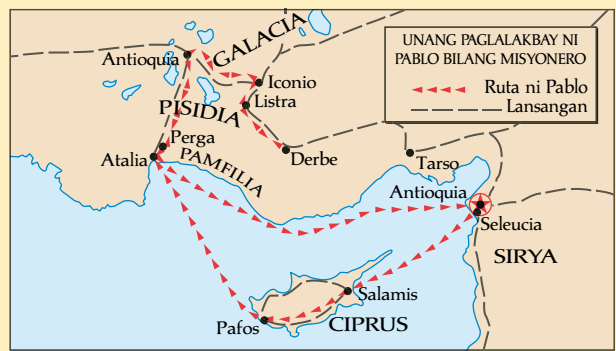 UNANG PAGLALAKBAY NI
PABLO BILANG MISYONERO
Ruta ni Pablo
Lansangan
GALACIA
Antioquia
Iconio
Listra
PISIDIA
Perga
Derbe
Tarso
Atalia
PAMFILIA
Antioquia
Seleucia
SIRYA
Salamis
Pafos
CIPRUS